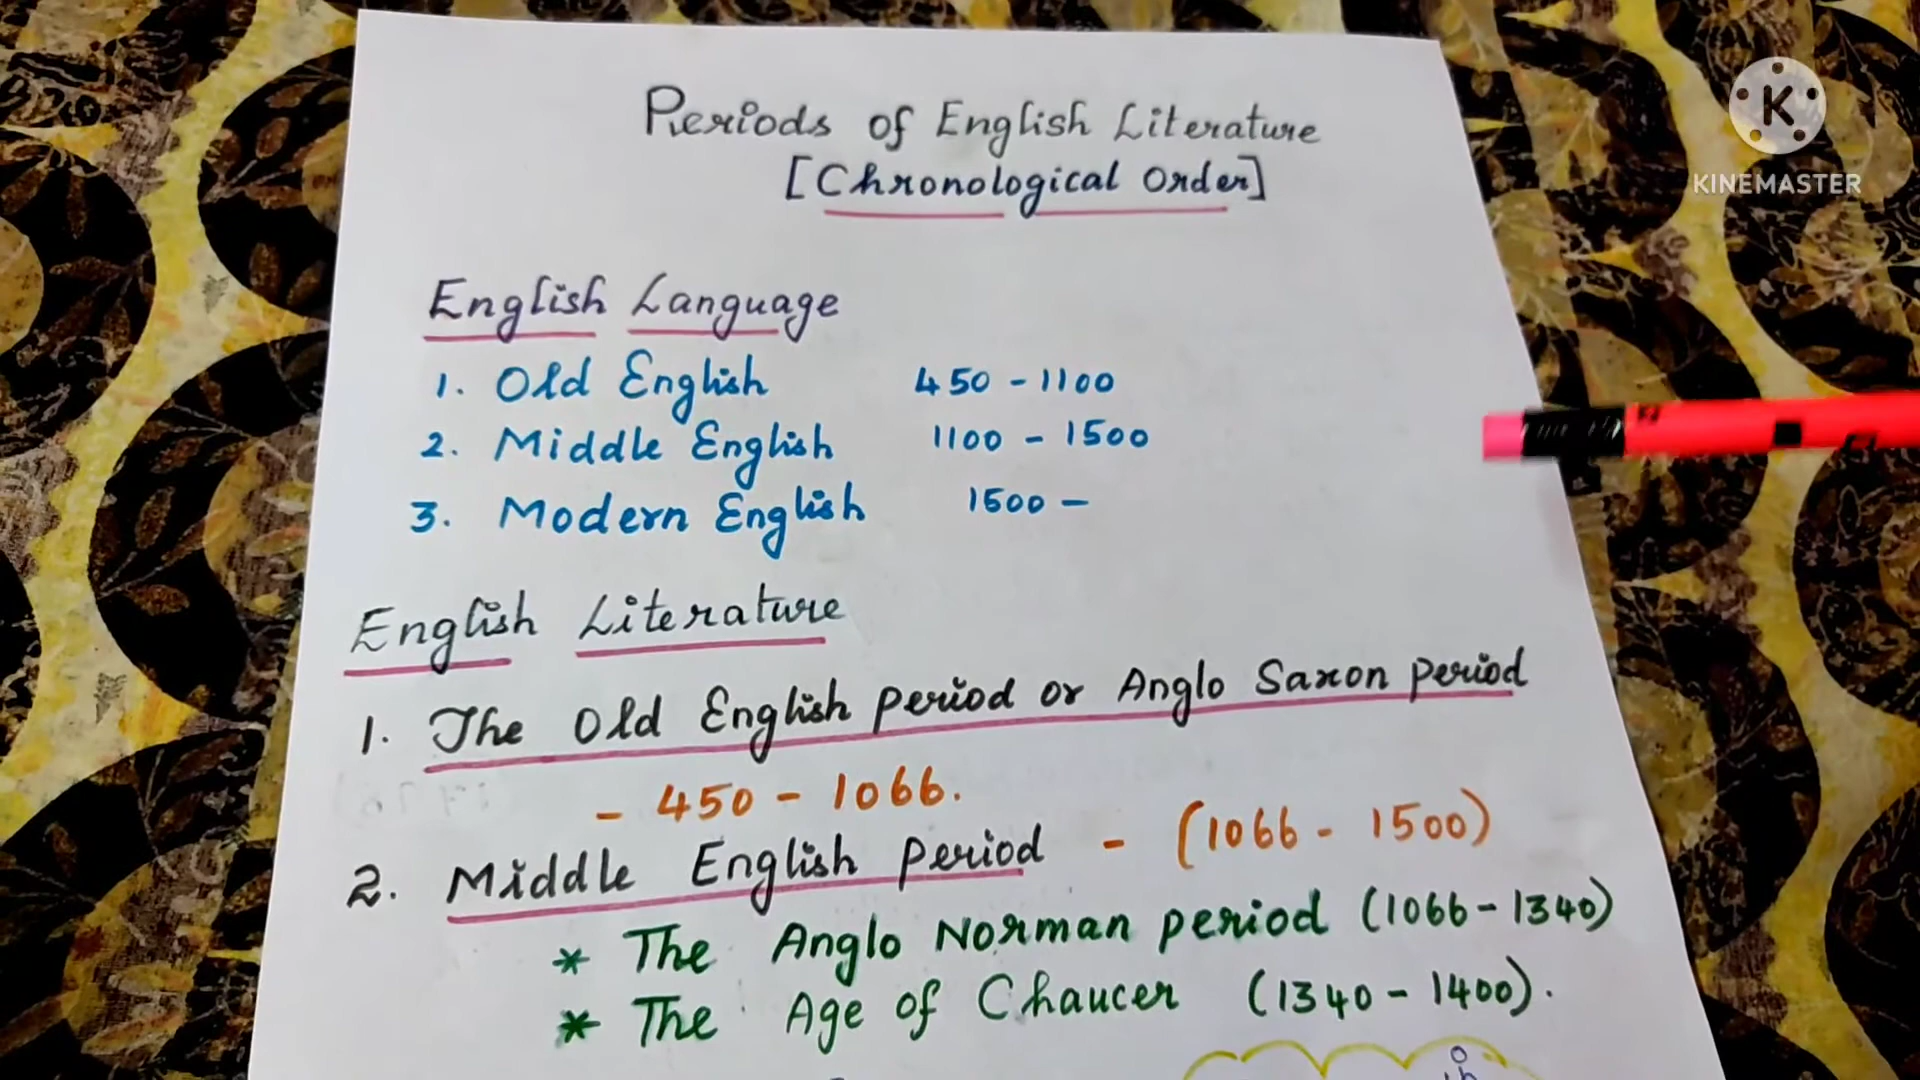 Periods of English Literature
[Chronological Order]
English Language
1. Old English 450 - 1100
2. Middle English 1100 - 1500
3. Modern English 1500 -
English Literature
1. The Old English period or Anglo Saxon period
- 450 - 1066.
2. Middle English period - (1066 - 1500)
* The Anglo Norman period (1066 - 1340)
* The Age of Chaucer (1340 - 1400).
K
KINEMASTER